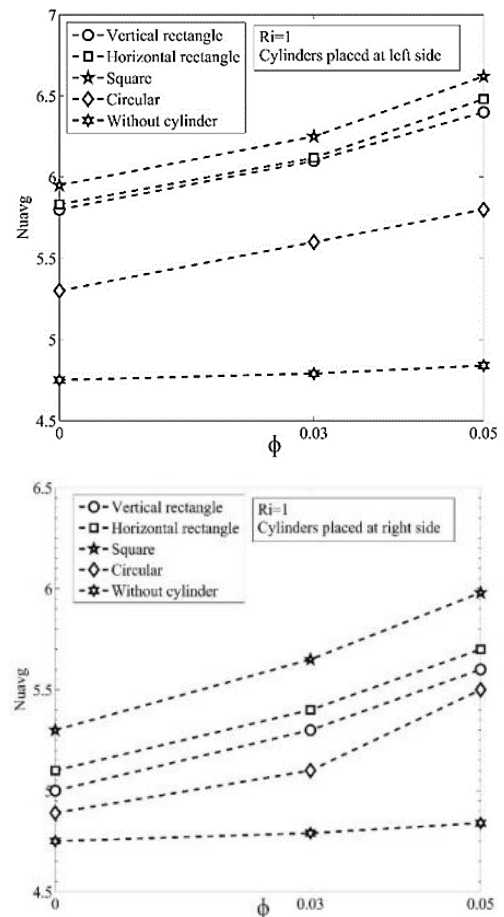 7
Vertical rectangle
Horizontal rectangle
Square
Circular
Without cylinder
Ri=1
Cylinders placed at left side
6.5
6
5.5
5
4.5
Nuavg
0
0.03
0.05
ϕ
6.5
Vertical rectangle
Horizontal rectangle
Square
Circular
Without cylinder
Ri=1
Cylinders placed at right side
6
5.5
5
4.5
Nuavg
0
0.03
0.05
ϕ